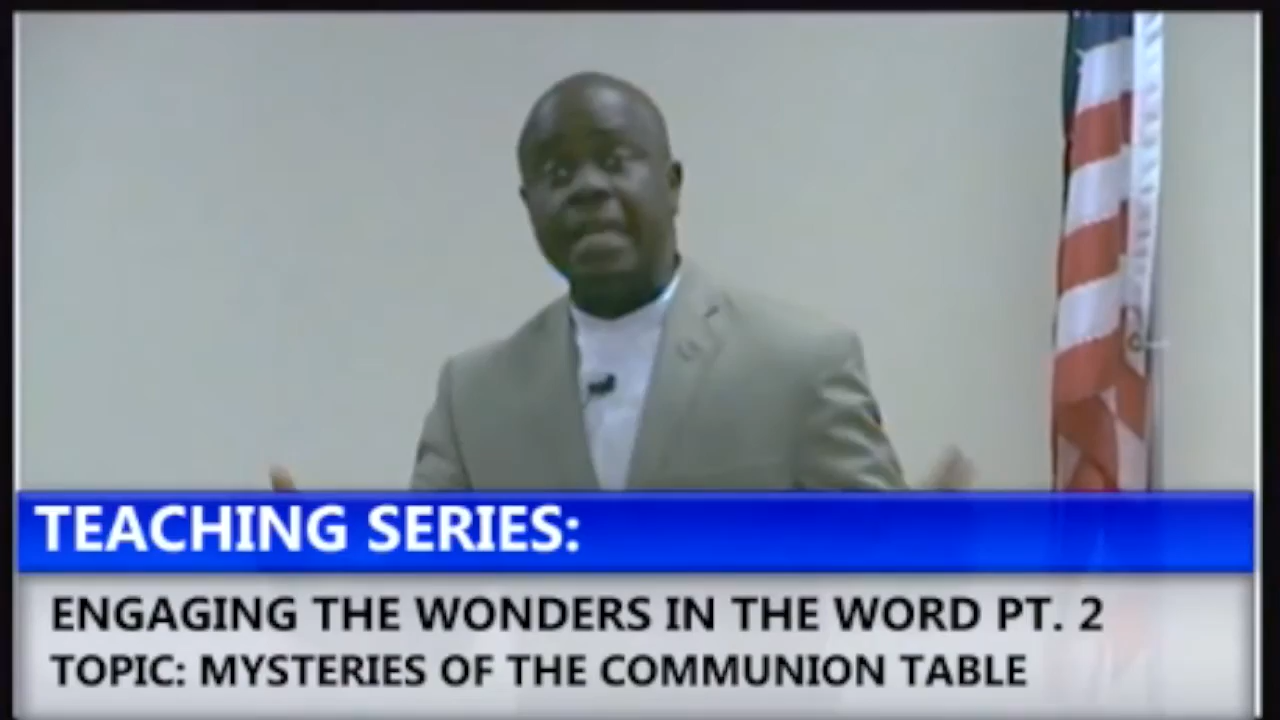 TEACHING SERIES:
ENGAGING THE WONDERS IN THE WORD PT. 2
TOPIC: MYSTERIES OF THE COMMUNION TABLE